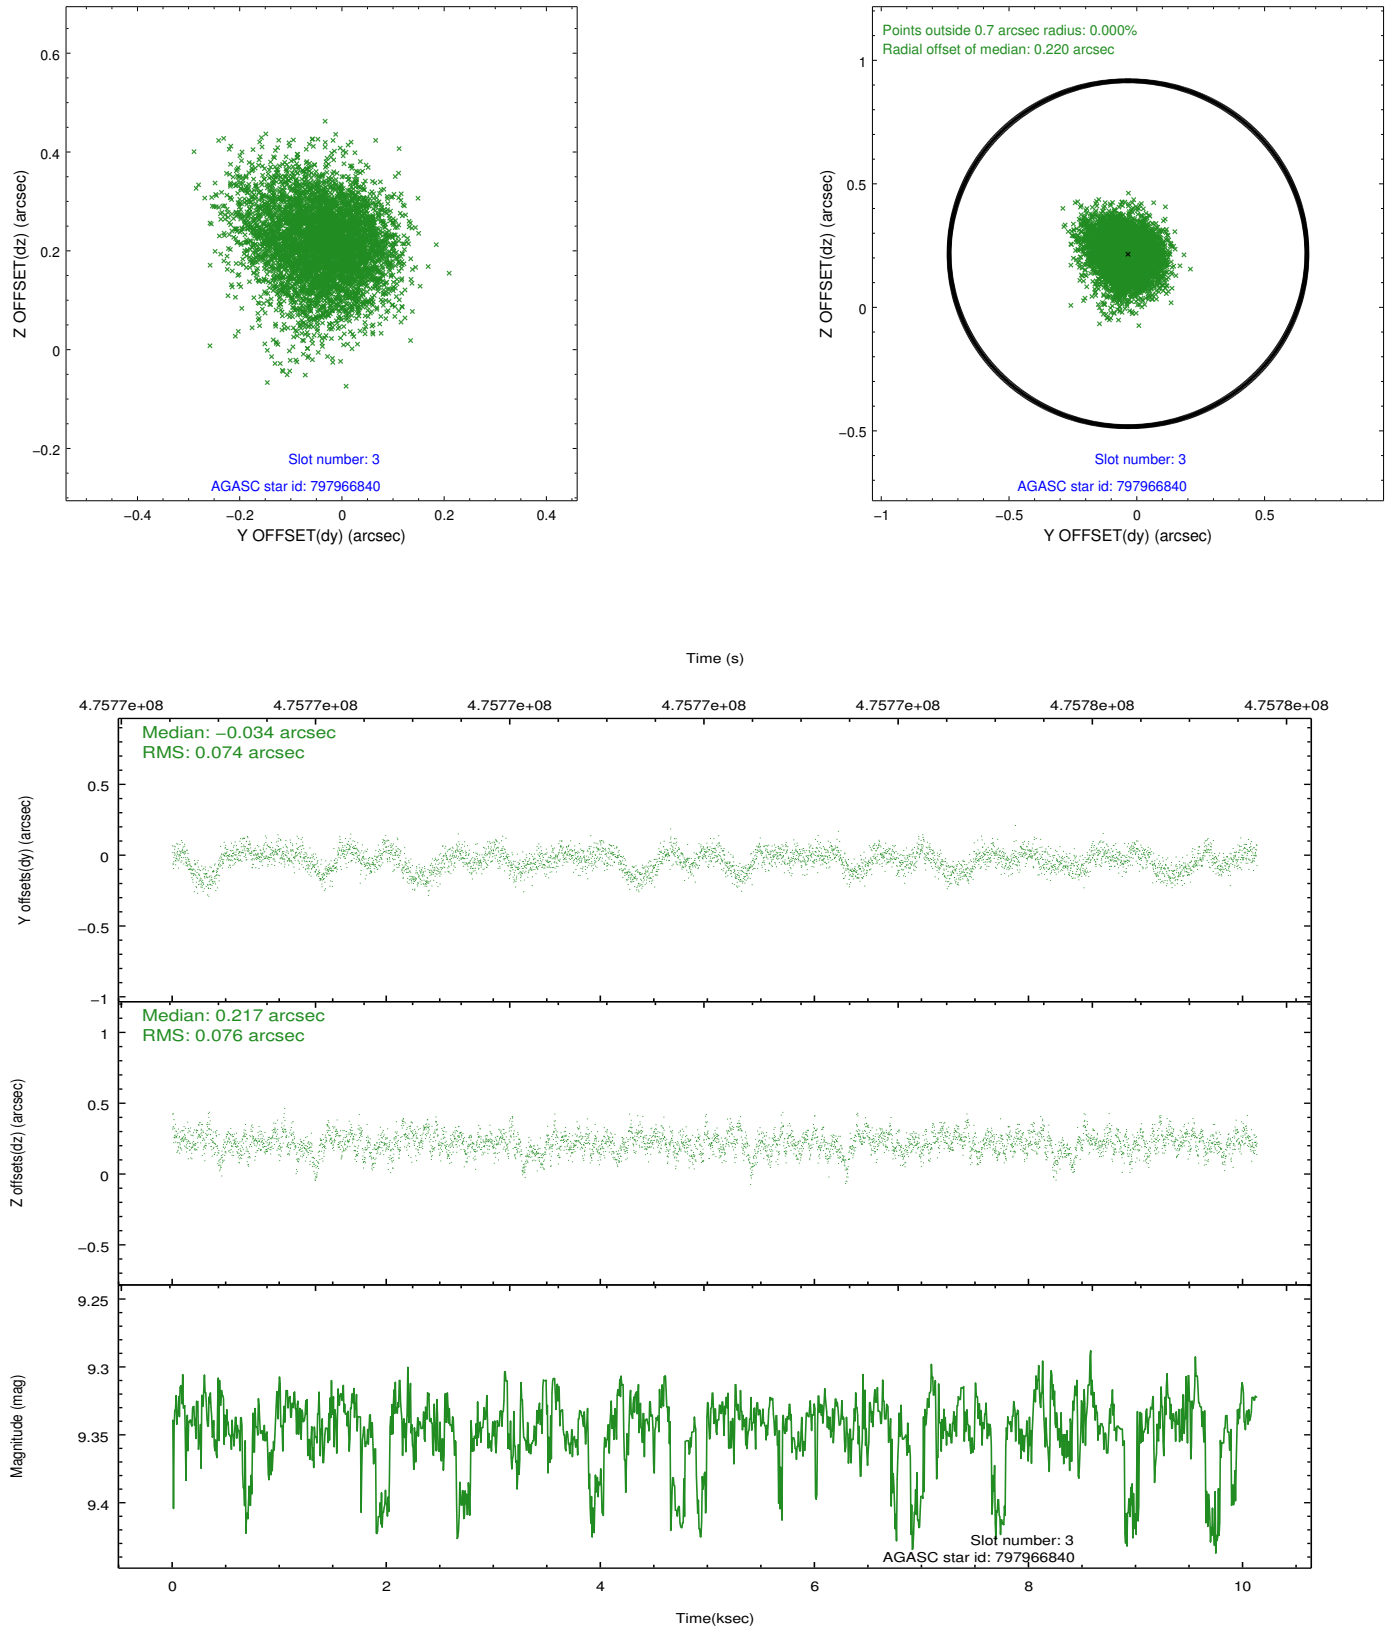 0.6
0.4
0.2
0
−0.2
Z OFFSET(dz) (arcsec)
Slot number: 3
AGASC star id: 797966840
−0.4 −0.2 0 0.2 0.4
Y OFFSET(dy) (arcsec)
Points outside 0.7 arcsec radius: 0.000%
Radial offset of median: 0.220 arcsec
1
0.5
0
−0.5
Z OFFSET(dz) (arcsec)
Slot number: 3
AGASC star id: 797966840
−1 −0.5 0 0.5
Y OFFSET(dy) (arcsec)
Time (s)
4.7577e+08 4.7577e+08 4.7577e+08 4.7577e+08 4.7577e+08 4.7578e+08 4.7578e+08
Median: −0.034 arcsec
RMS: 0.074 arcsec
0.5
0
−0.5
−1
Y offsets(dy) (arcsec)
Median: 0.217 arcsec
RMS: 0.076 arcsec
1
0.5
0
−0.5
Z offsets(dz) (arcsec)
9.25
9.3
9.35
9.4
Magnitude (mag)
Slot number: 3
AGASC star id: 797966840
0 2 4 6 8 10
Time(ksec)